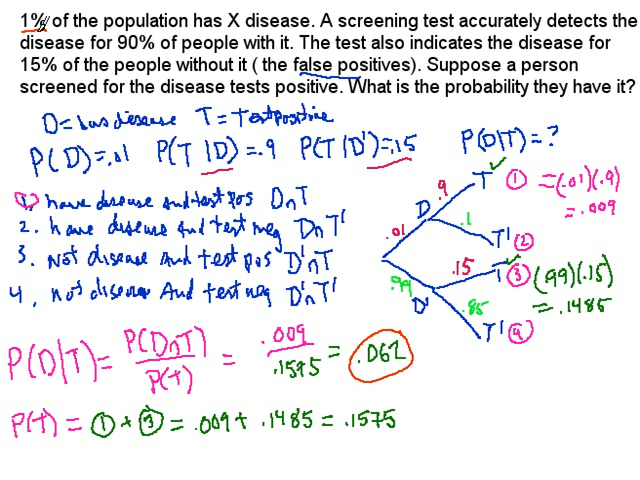 1% of the population has X disease. A screening test accurately detects the
disease for 90% of people with it. The test also indicates the disease for
15% of the people without it ( the false positives). Suppose a person
screened for the disease tests positive. What is the probability they have it?
D=has disease T=Test positive
P(D)=.01 P(T|D)=.9 P(T|D')=.15 P(D|T)=?
1. have disease And test pos D∩T
2. have disease And test neg D∩T'
3. Not disease And test pos D'∩T
4. not disease And test neg D'∩T'
.01 D .9 T ① =(.01)(.9)
=.009
.1 T' ②
.99 D' .15 T ③ (.99)(.15)
=.1485
.85 T' ④
P(D|T)= P(D∩T)/P(T) = .009/.1575 = .062
P(T) = ① + ③ = .009+ .1485 = .1575